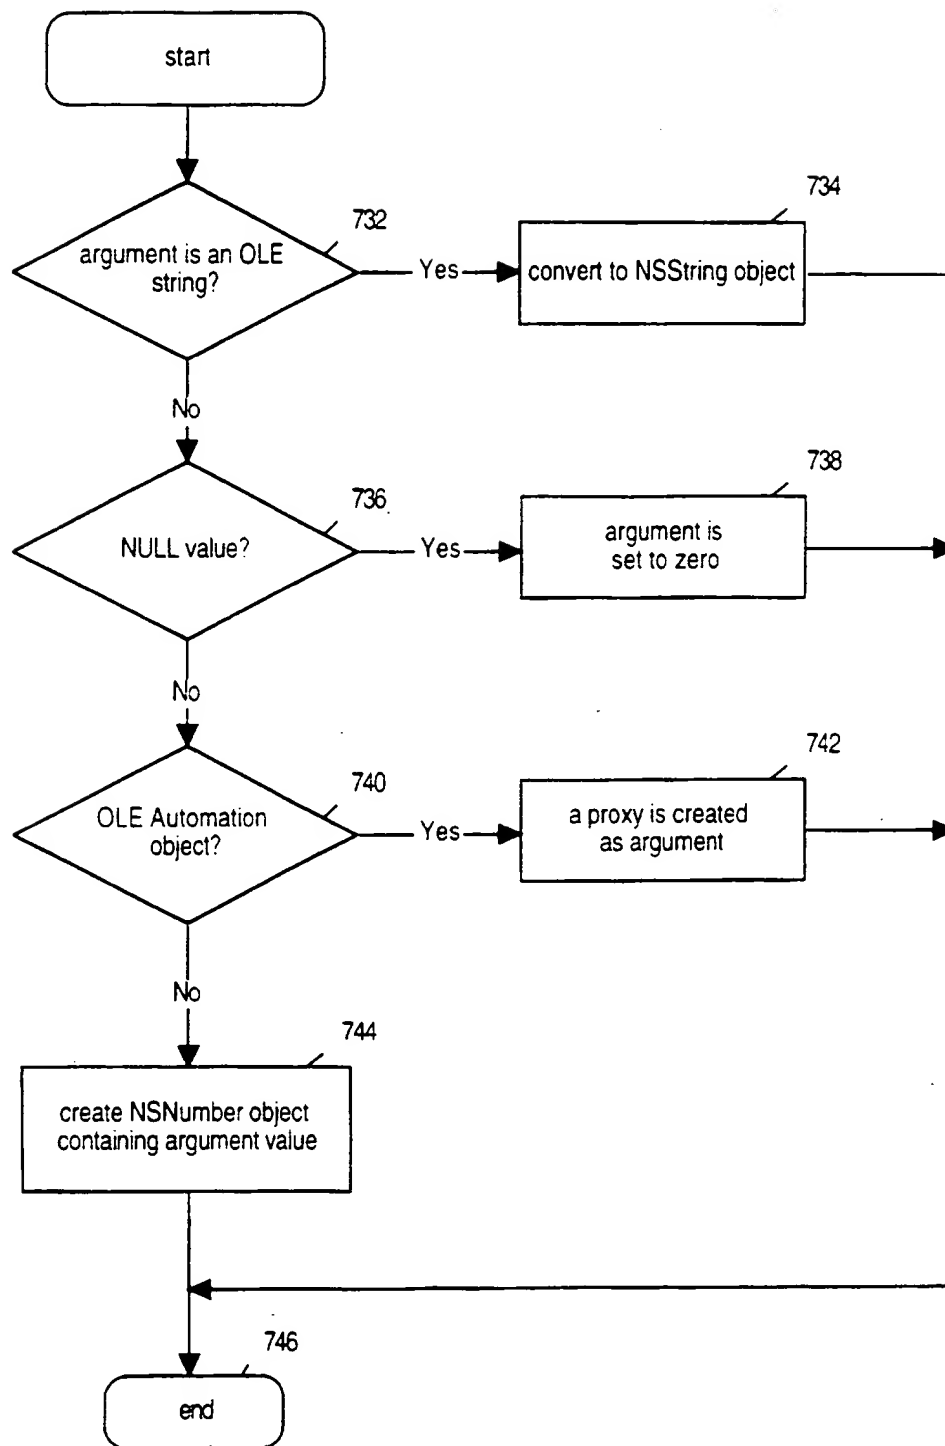 start
732
argument is an OLE
string?
Yes
734
convert to NSString object
No
736
NULL value?
Yes
738
argument is
set to zero
No
740
OLE Automation
object?
Yes
742
a proxy is created
as argument
No
744
create NSNumber object
containing argument value
746
end